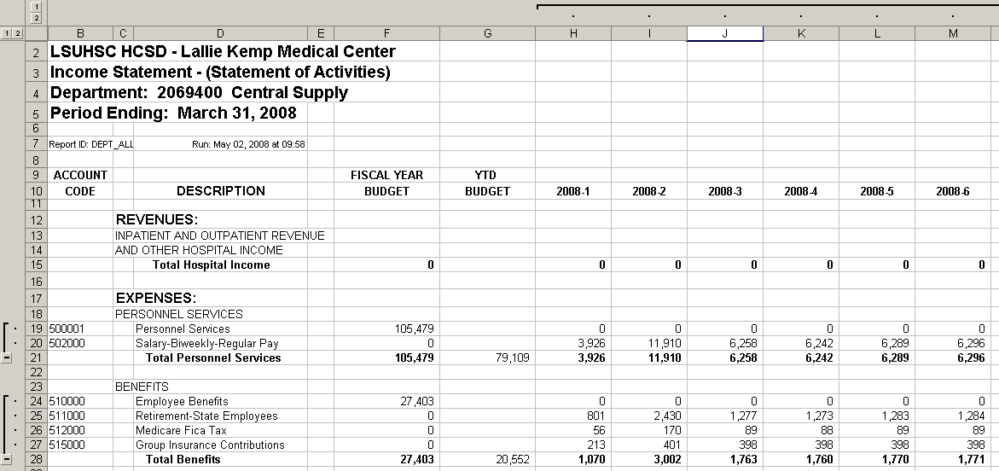 1
2
1 2 B C D E F G H I J K L M
2 LSUHSC HCSD - Lallie Kemp Medical Center
3 Income Statement - (Statement of Activities)
4 Department: 2069400 Central Supply
5 Period Ending: March 31, 2008
6
7 Report ID: DEPT_ALL Run: May 02, 2008 at 09:58
8
9 ACCOUNT FISCAL YEAR YTD
10 CODE DESCRIPTION BUDGET BUDGET 2008-1 2008-2 2008-3 2008-4 2008-5 2008-6
11
12 REVENUES:
13 INPATIENT AND OUTPATIENT REVENUE
14 AND OTHER HOSPITAL INCOME
15 Total Hospital Income 0 0 0 0 0 0 0
16
17 EXPENSES:
18 PERSONNEL SERVICES
19 500001 Personnel Services 105,479 0 0 0 0 0 0
20 502000 Salary-Biweekly-Regular Pay 0 3,926 11,910 6,258 6,242 6,289 6,296
21 Total Personnel Services 105,479 79,109 3,926 11,910 6,258 6,242 6,289 6,296
22
23 BENEFITS
24 510000 Employee Benefits 27,403 0 0 0 0 0 0
25 511000 Retirement-State Employees 0 801 2,430 1,277 1,273 1,283 1,284
26 512000 Medicare Fica Tax 0 56 170 89 88 89 89
27 515000 Group Insurance Contributions 0 213 401 398 398 398 398
28 Total Benefits 27,403 20,552 1,070 3,002 1,763 1,760 1,770 1,771